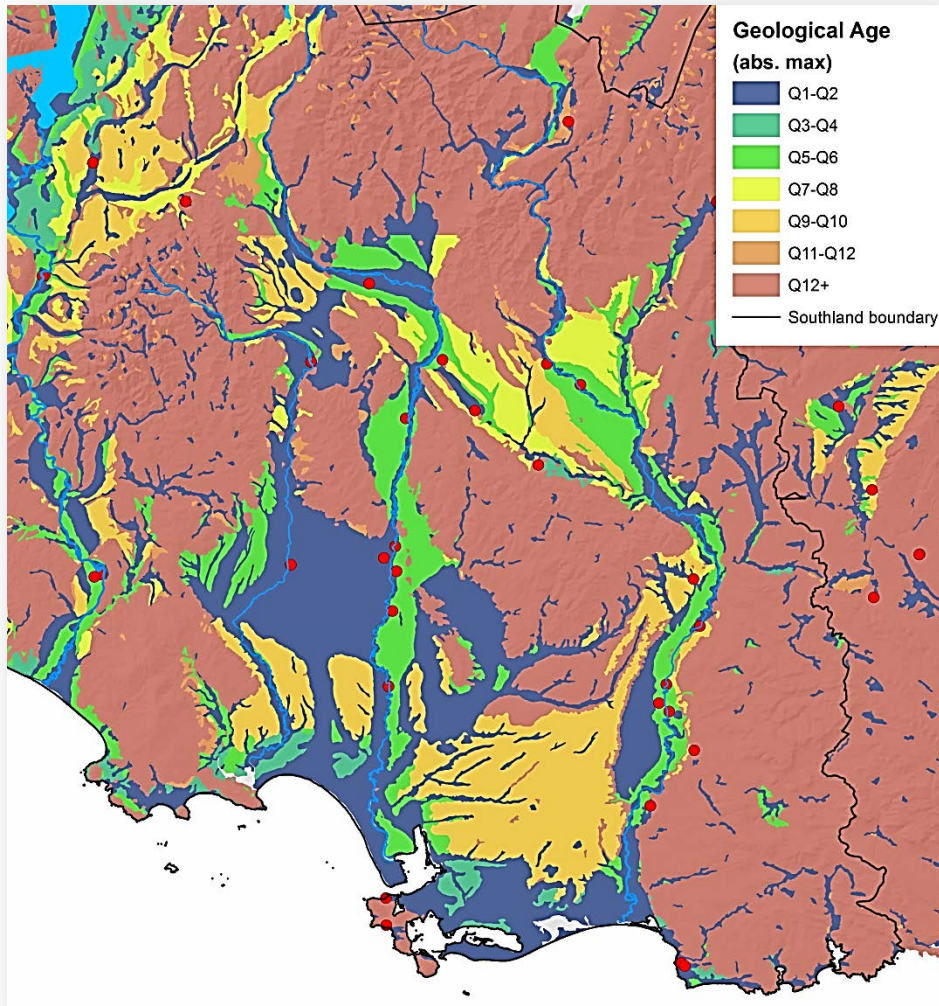 Geological Age
(abs. max)
Q1-Q2
Q3-Q4
Q5-Q6
Q7-Q8
Q9-Q10
Q11-Q12
Q12+
Southland boundary